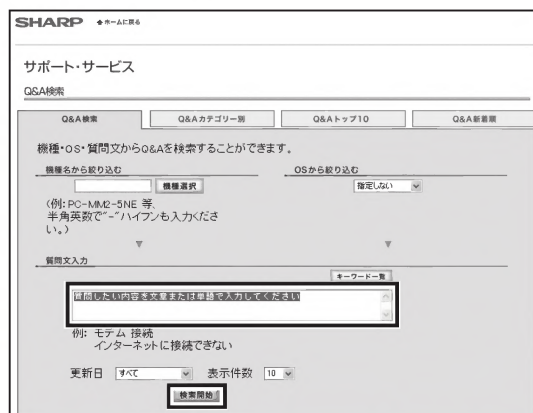 SHARP ホームに戻る
サポート・サービス
Q&A検索
Q&A検索 Q&Aカテゴリー別 Q&Aトップ10 Q&A新着順
機種・OS・質問文からQ&Aを検索することができます。
機種名から絞り込む OSから絞り込む
機種選択 指定しない
(例:PC-MM2-5NE 等、
半角英数で"-"ハイフンも入力くださ
い。)
質問文入力
キーワード一覧
質問したい内容を文章または単語で入力してください
例: モデム 接続
インターネットに接続できない
更新日 すべて 表示件数 10
検索開始